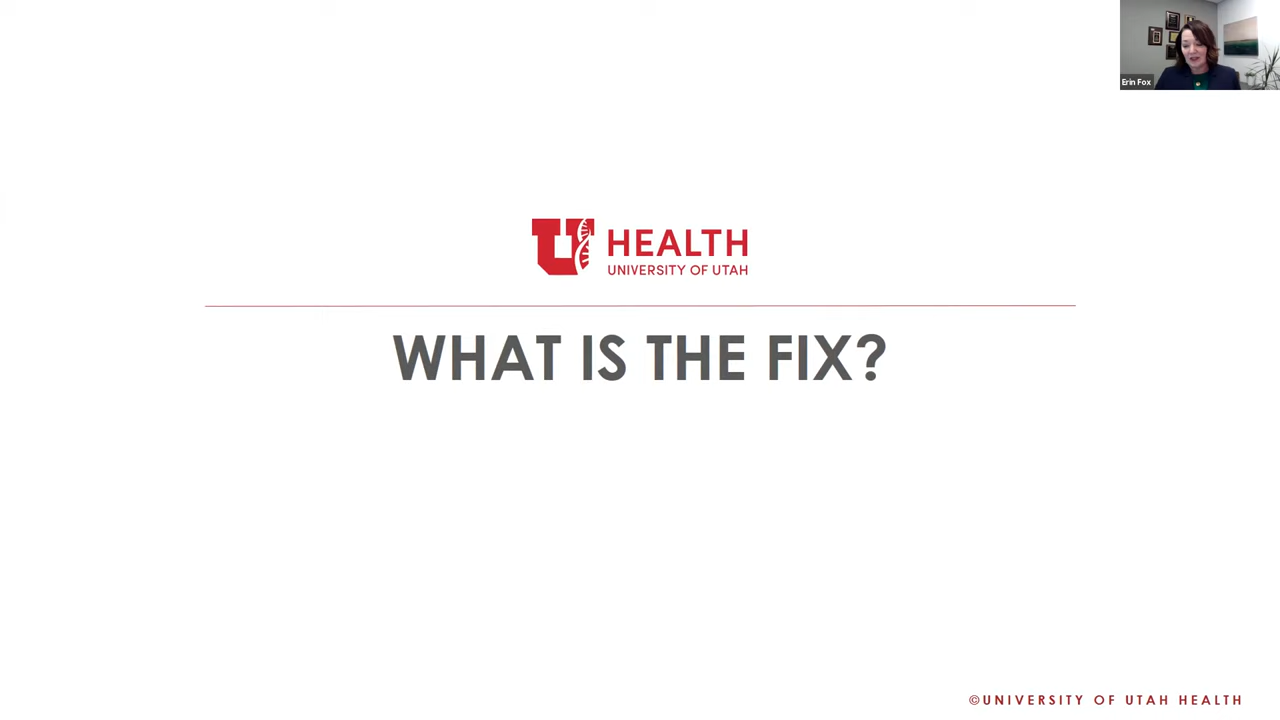 Erin Fox
HEALTH
UNIVERSITY OF UTAH
WHAT IS THE FIX?
©UNIVERSITY OF UTAH HEALTH